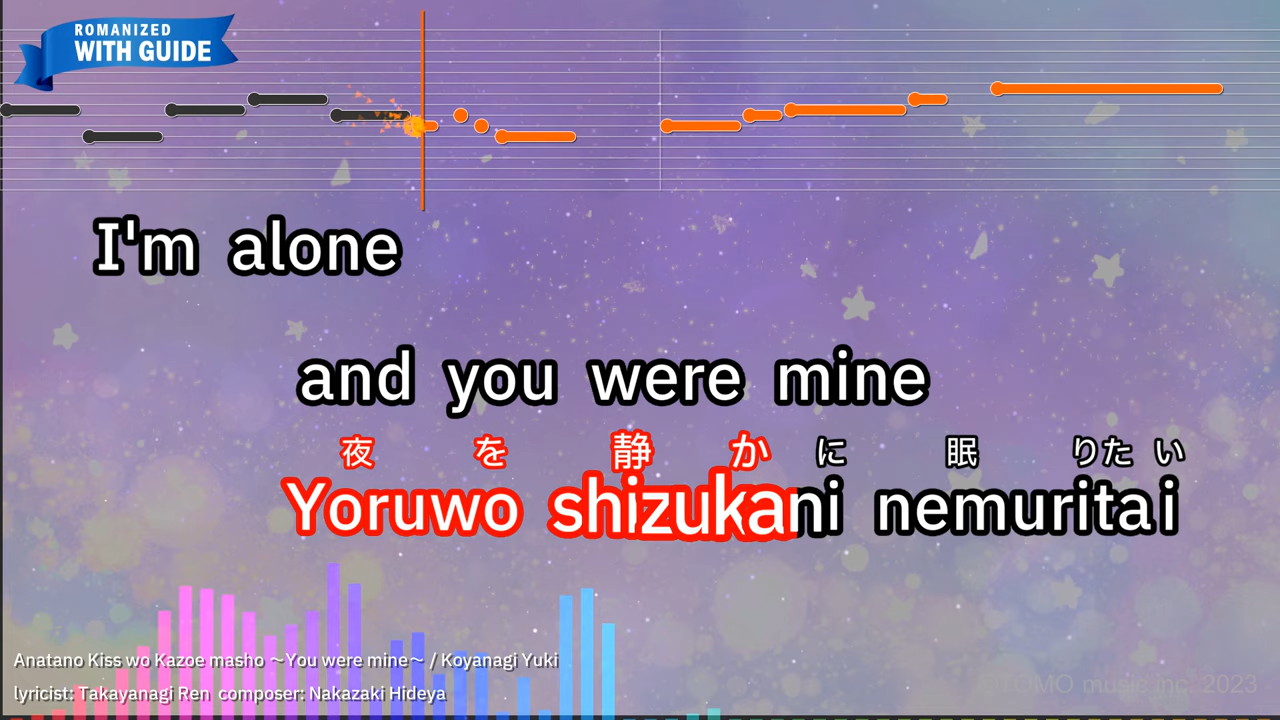 ROMANIZED
WITH GUIDE
I'm alone
and you were mine
夜 を 静 か に 眠 りた い
Yoruwo shizukani nemuritai
Anatano Kiss wo Kazoe masho ～You were mine～ / Koyanagi Yuki
lyricist: Takayanagi Ren composer: Nakazaki Hideya
©TOMO music.inc. 2023